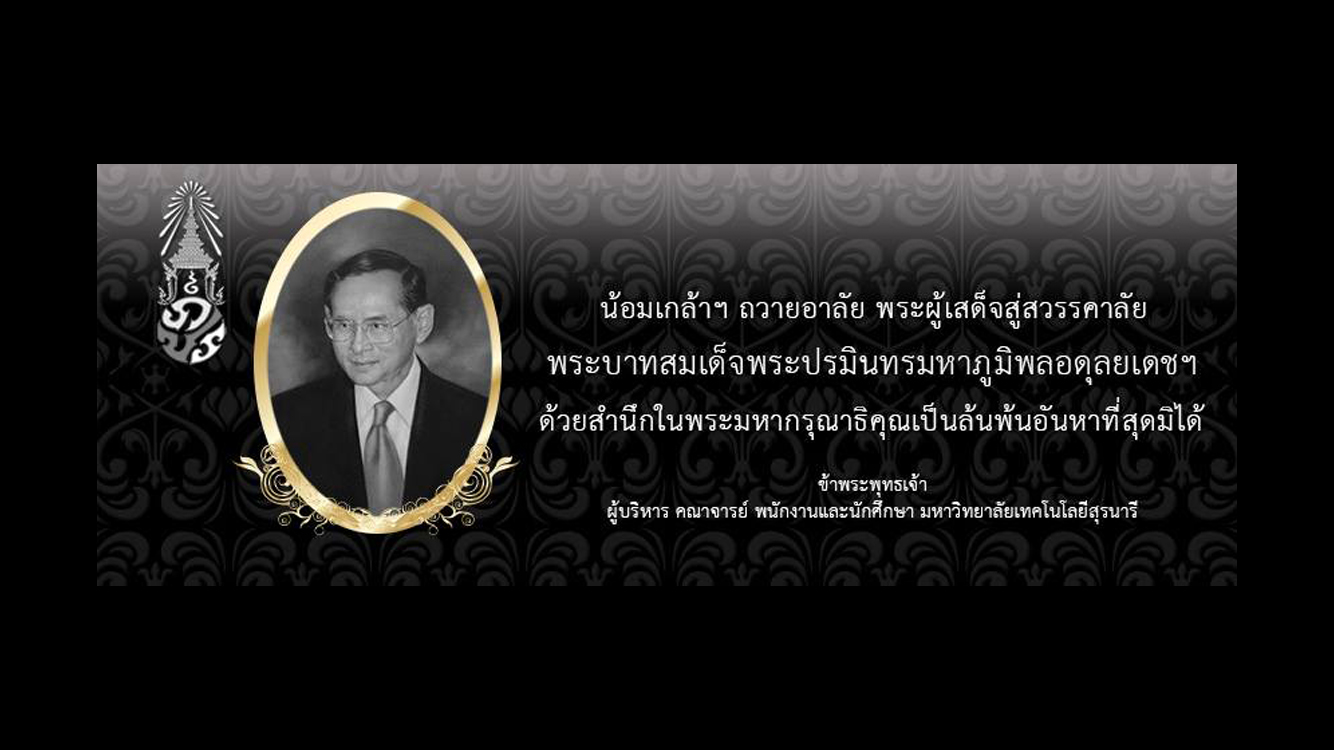 น้อมเกล้าฯ ถวายอาลัย พระผู้เสด็จสู่สวรรคาลัย
พระบาทสมเด็จพระปรมินทรมหาภูมิพลอดุลยเดชฯ
ด้วยสำนึกในพระมหากรุณาธิคุณเป็นล้นพ้นอันหาที่สุดมิได้
ข้าพระพุทธเจ้า
ผู้บริหาร คณาจารย์ พนักงานและนักศึกษา มหาวิทยาลัยเทคโนโลยีสุรนารี